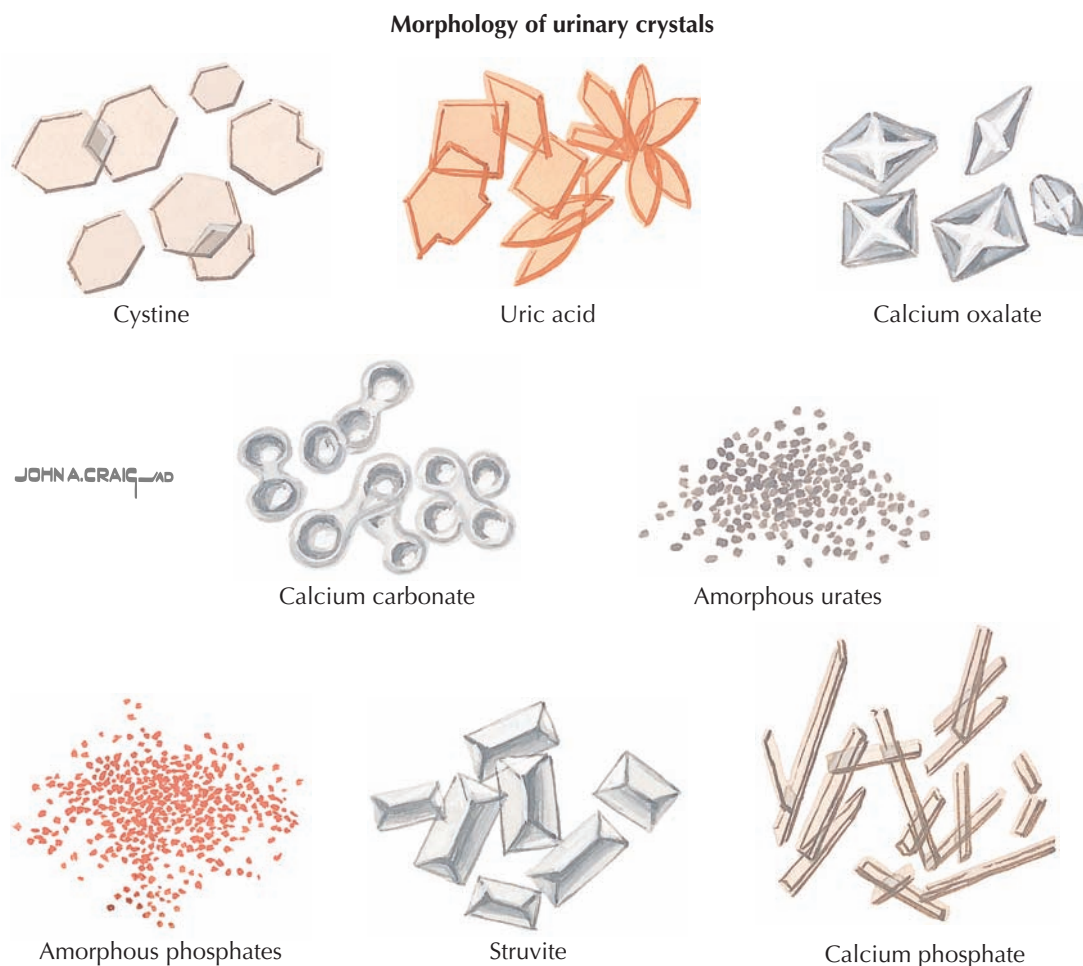 Morphology of urinary crystals
Cystine
Uric acid
Calcium oxalate
JOHN A. CRAIG_MD
Calcium carbonate
Amorphous urates
Amorphous phosphates
Struvite
Calcium phosphate